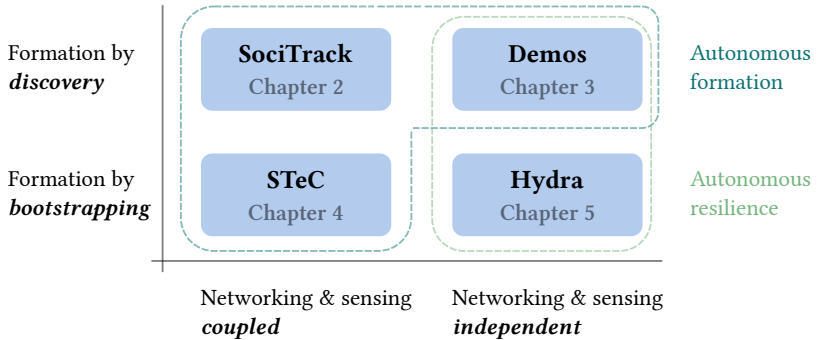 Formation by
discovery
SociTrack
Chapter 2
Demos
Chapter 3
Autonomous
formation
Formation by
bootstrapping
STeC
Chapter 4
Hydra
Chapter 5
Autonomous
resilience
Networking & sensing
coupled
Networking & sensing
independent